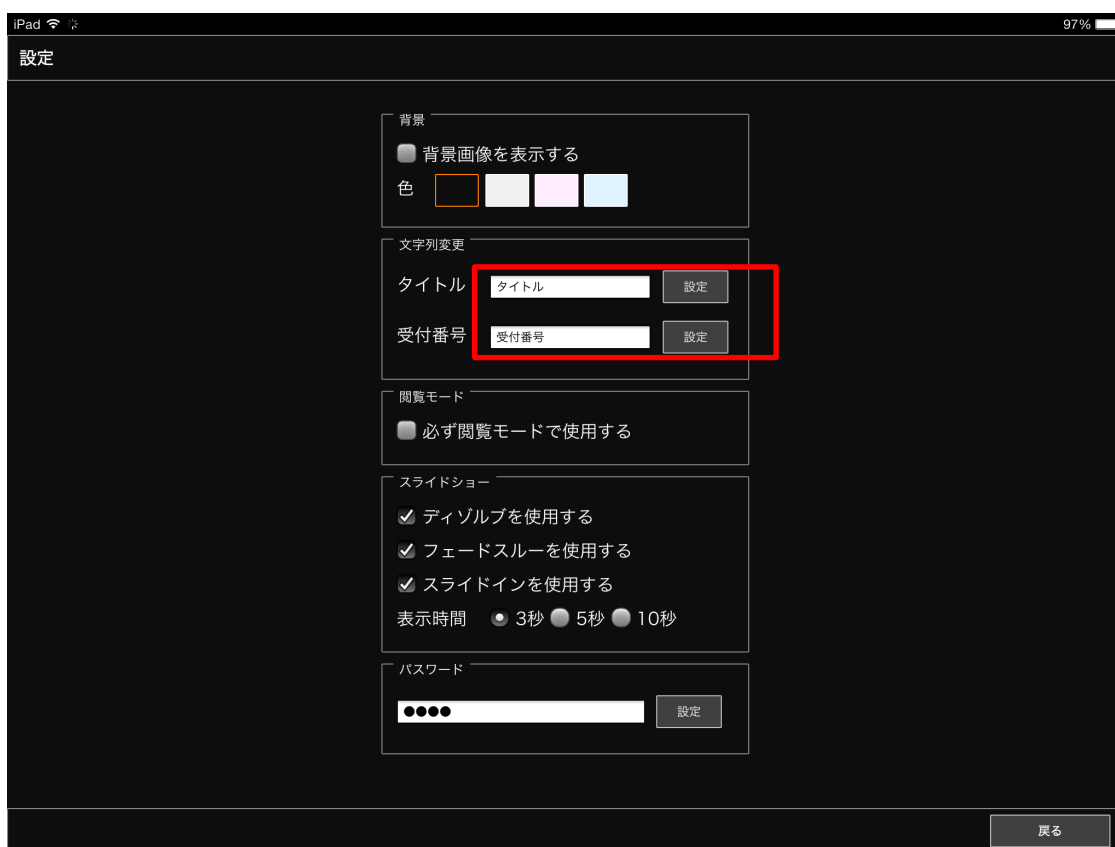 iPad 97%
設定
背景
背景画像を表示する
色
文字列変更
タイトル タイトル 設定
受付番号 受付番号 設定
閲覧モード
必ず閲覧モードで使用する
スライドショー
ディゾルブを使用する
フェードスルーを使用する
スライドインを使用する
表示時間 3秒 5秒 10秒
パスワード
●●●● 設定
戻る